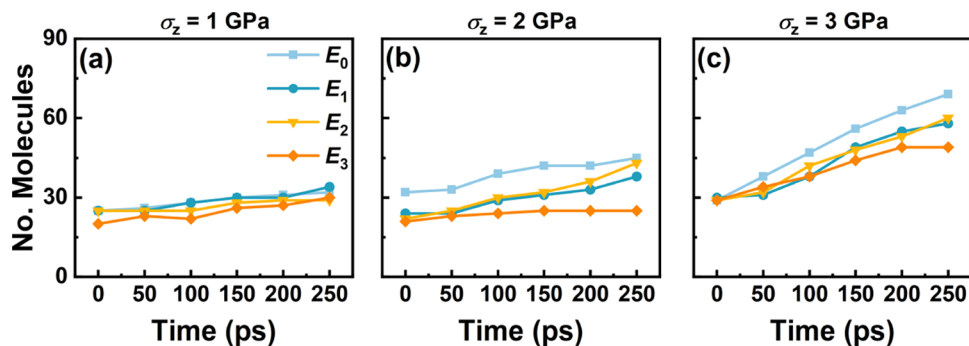 σz = 1 GPa
σz = 2 GPa
σz = 3 GPa
90
60
30
0
No. Molecules
(a)
E0
E1
E2
E3
(b)
(c)
0 50 100 150 200 250
0 50 100 150 200 250
0 50 100 150 200 250
Time (ps)
Time (ps)
Time (ps)